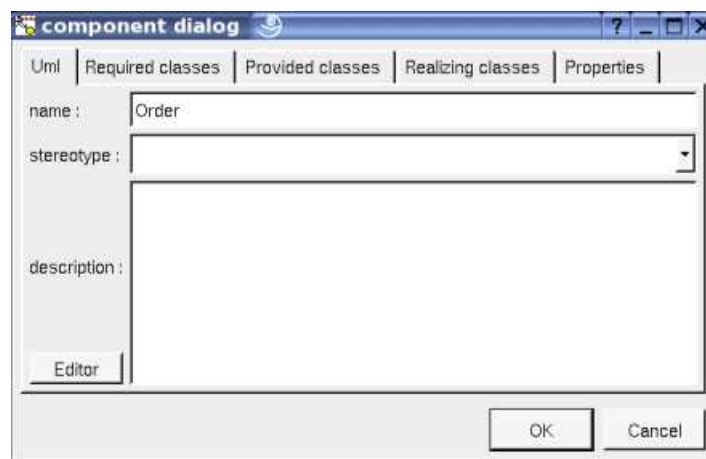 component dialog ? _
Uml Required classes Provided classes Realizing classes Properties
name : Order
stereotype :
description :
Editor
OK Cancel